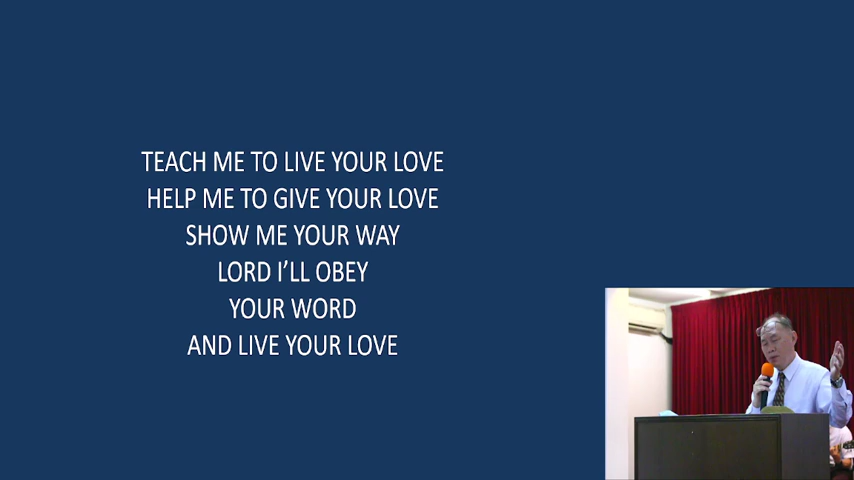 TEACH ME TO LIVE YOUR LOVE
HELP ME TO GIVE YOUR LOVE
SHOW ME YOUR WAY
LORD I’LL OBEY
YOUR WORD
AND LIVE YOUR LOVE